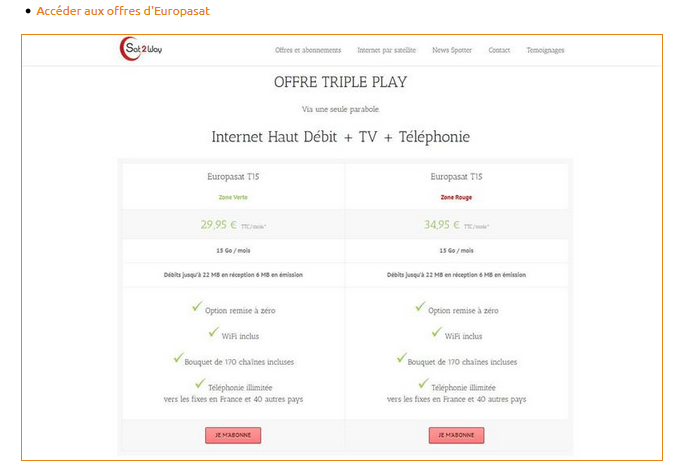 Accéder aux offres d'Europasat
Sat2Way
Offres et abonnements Internet par satellite News Spotter Contact Temoignages
OFFRE TRIPLE PLAY
Via une seule parabole
Internet Haut Débit + TV + Téléphonie
Europasat T15 Europasat T15
Zone Verte Zone Rouge
29,95 € TTC/mois* 34,95 € TTC/mois*
15 Go / mois 15 Go / mois
Débits jusqu'à 22 MB en réception 6 MB en émission Débits jusqu'à 22 MB en réception 6 MB en émission
Option remise à zéro Option remise à zéro
WiFi inclus WiFi inclus
Bouquet de 170 chaînes incluses Bouquet de 170 chaînes incluses
Téléphonie illimitée Téléphonie illimitée
vers les fixes en France et 40 autres pays vers les fixes en France et 40 autres pays
JE M'ABONNE JE M'ABONNE